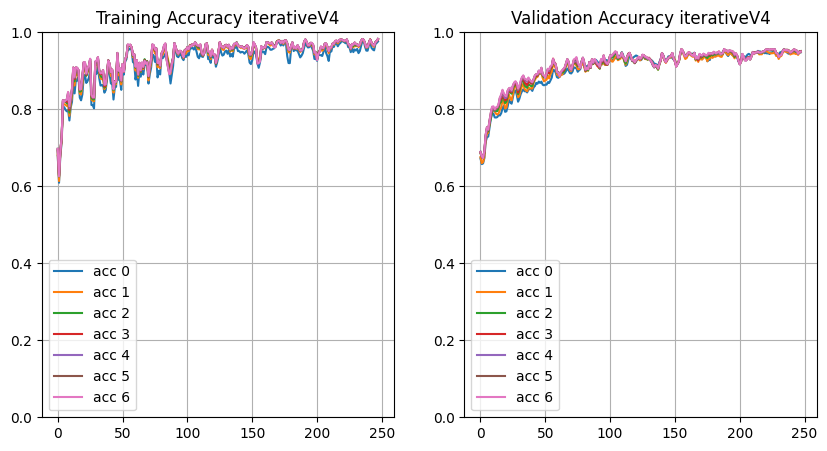 Training Accuracy iterativeV4
1.0
0.8
0.6
0.4
0.2
0.0
0
50
100
150
200
250
acc 0
acc 1
acc 2
acc 3
acc 4
acc 5
acc 6
Validation Accuracy iterativeV4
1.0
0.8
0.6
0.4
0.2
0.0
0
50
100
150
200
250
acc 0
acc 1
acc 2
acc 3
acc 4
acc 5
acc 6